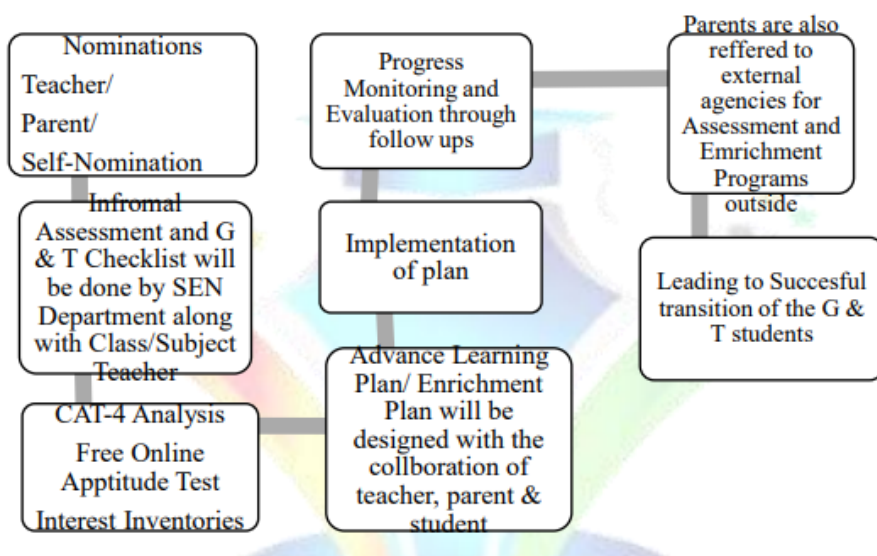 Nominations
Teacher/
Parent/
Self-Nomination
Infromal
Assessment and G
& T Checklist will
be done by SEN
Department along
with Class/Subject
Teacher
CAT-4 Analysis
Free Online
Apptitude Test
Interest Inventories
Advance Learning
Plan/ Enrichment
Plan will be
designed with the
collboration of
teacher, parent &
student
Implementation
of plan
Progress
Monitoring and
Evaluation through
follow ups
Parents are also
reffered to
external
agencies for
Assessment and
Emrichment
Programs
outside
Leading to Succesful
transition of the G &
T students